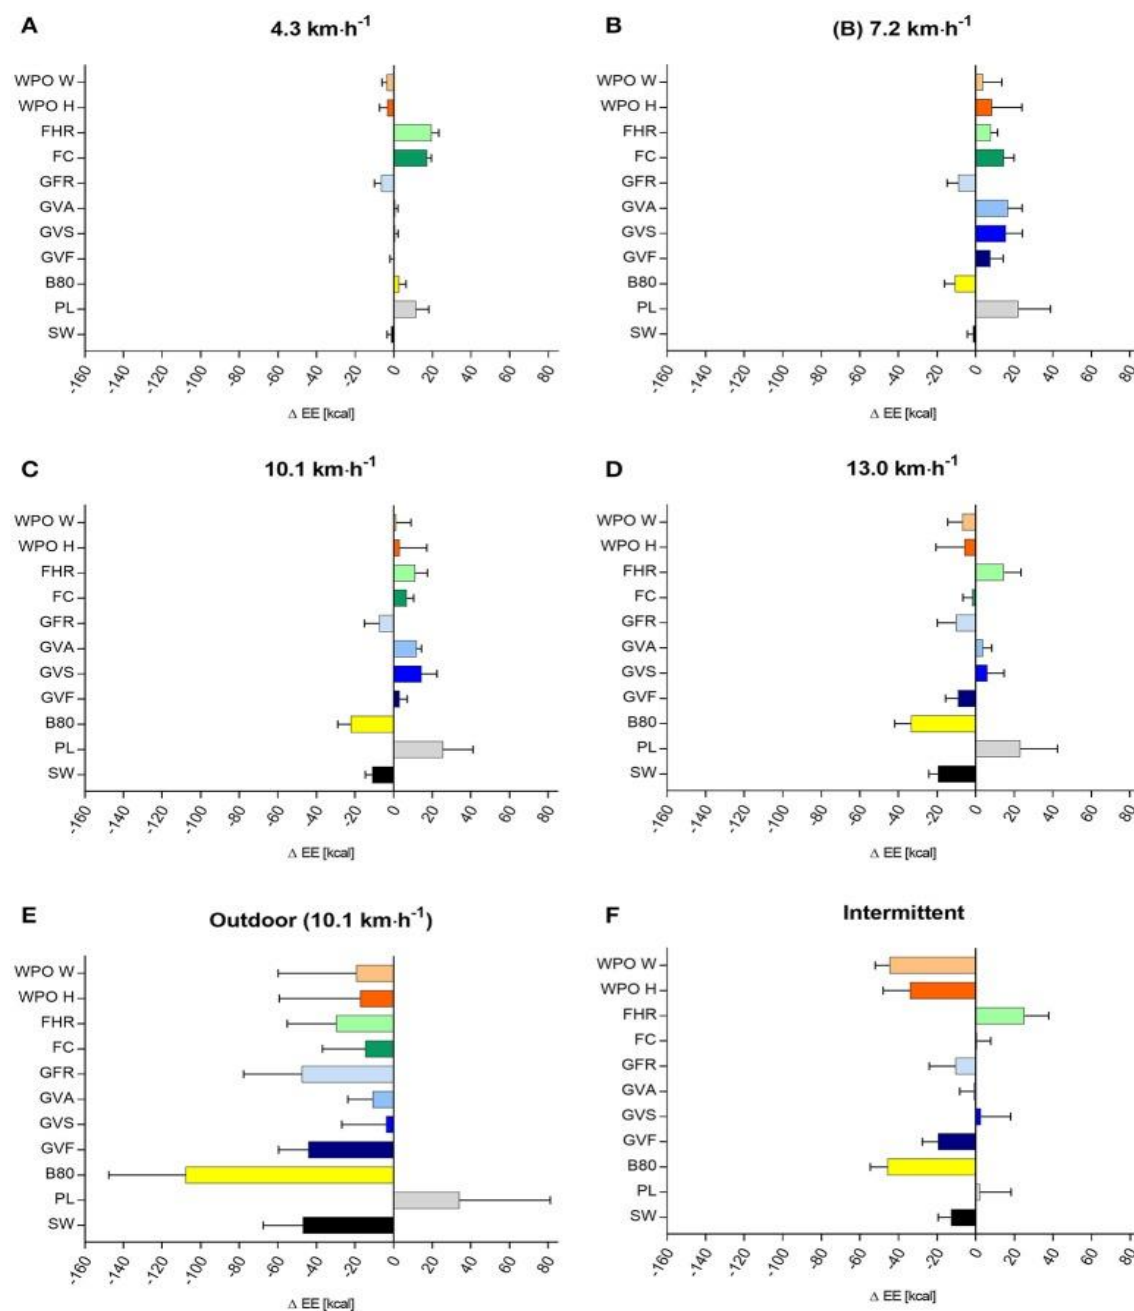 A
4.3 km·h-1
WPO W
WPO H
FHR
FC
GFR
GVA
GVS
GVF
B80
PL
SW
-160 -140 -120 -100 -80 -60 -40 -20 0 20 40 60 80
Δ EE [kcal]
B
(B) 7.2 km·h-1
WPO W
WPO H
FHR
FC
GFR
GVA
GVS
GVF
B80
PL
SW
-160 -140 -120 -100 -80 -60 -40 -20 0 20 40 60 80
Δ EE [kcal]
C
10.1 km·h-1
WPO W
WPO H
FHR
FC
GFR
GVA
GVS
GVF
B80
PL
SW
-160 -140 -120 -100 -80 -60 -40 -20 0 20 40 60 80
Δ EE [kcal]
D
13.0 km·h-1
WPO W
WPO H
FHR
FC
GFR
GVA
GVS
GVF
B80
PL
SW
-160 -140 -120 -100 -80 -60 -40 -20 0 20 40 60 80
Δ EE [kcal]
E
Outdoor (10.1 km·h-1)
WPO W
WPO H
FHR
FC
GFR
GVA
GVS
GVF
B80
PL
SW
-160 -140 -120 -100 -80 -60 -40 -20 0 20 40 60 80
Δ EE [kcal]
F
Intermittent
WPO W
WPO H
FHR
FC
GFR
GVA
GVS
GVF
B80
PL
SW
-160 -140 -120 -100 -80 -60 -40 -20 0 20 40 60 80
Δ EE [kcal]